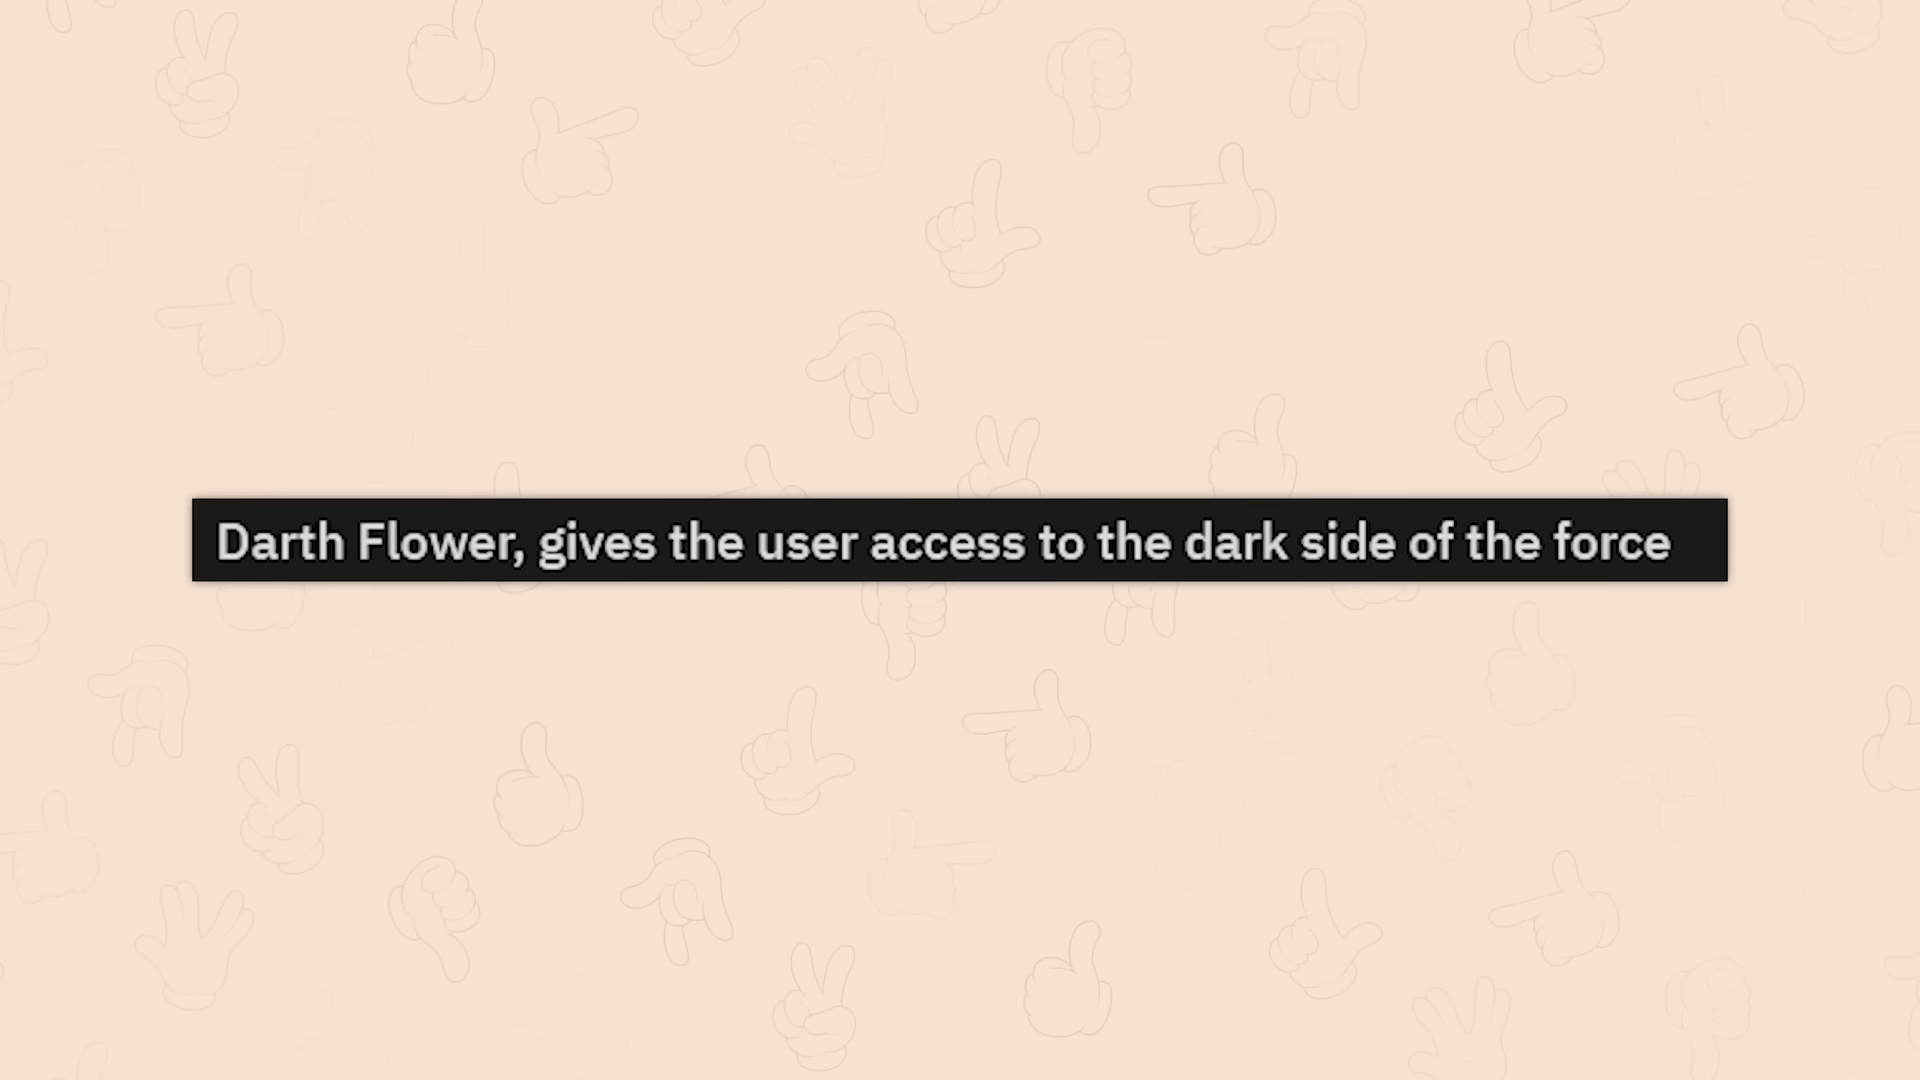 Darth Flower, gives the user access to the dark side of the force